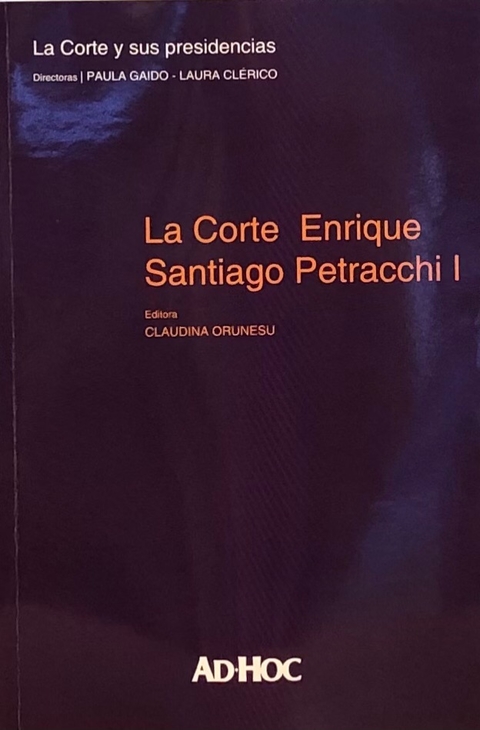 La Corte y sus presidencias
Directoras | PAULA GAIDO - LAURA CLÉRICO
La Corte Enrique
Santiago Petracchi I
Editora
CLAUDINA ORUNESU
AD·HOC